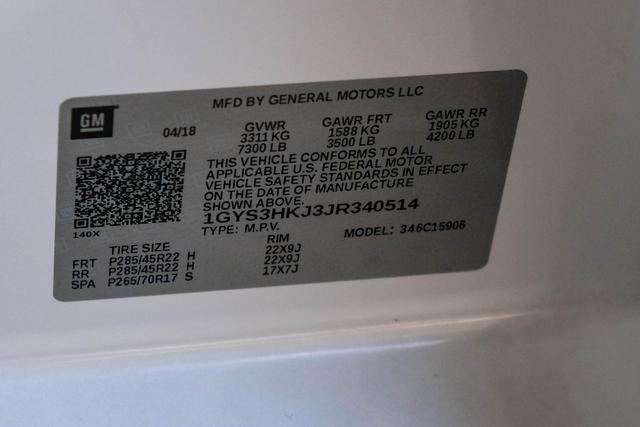 MFD BY GENERAL MOTORS LLC
GM
04/18
GVWR GAWR FRT GAWR RR
3311 KG 1588 KG 1905 KG
7300 LB 3500 LB 4200 LB
THIS VEHICLE CONFORMS TO ALL
APPLICABLE U.S. FEDERAL MOTOR
VEHICLE SAFETY STANDARDS IN EFFECT
ON THE DATE OF MANUFACTURE
SHOWN ABOVE.
1GYS3HKJ3JR340514
140X
TYPE: M.P.V. MODEL: 346C15906
TIRE SIZE RIM
FRT P285/45R22 H 22X9J
RR P285/45R22 H 22X9J
SPA P265/70R17 S 17X7J